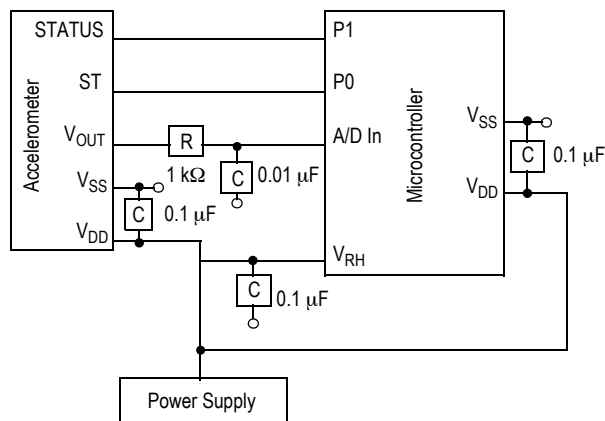 STATUS
P1
ST
P0
Accelerometer
Microcontroller
VOUT
R
A/D In
VSS
1 kΩ
C
0.01 µF
VSS
C
0.1 µF
VDD
C
0.1 µF
VDD
VRH
C
0.1 µF
Power Supply